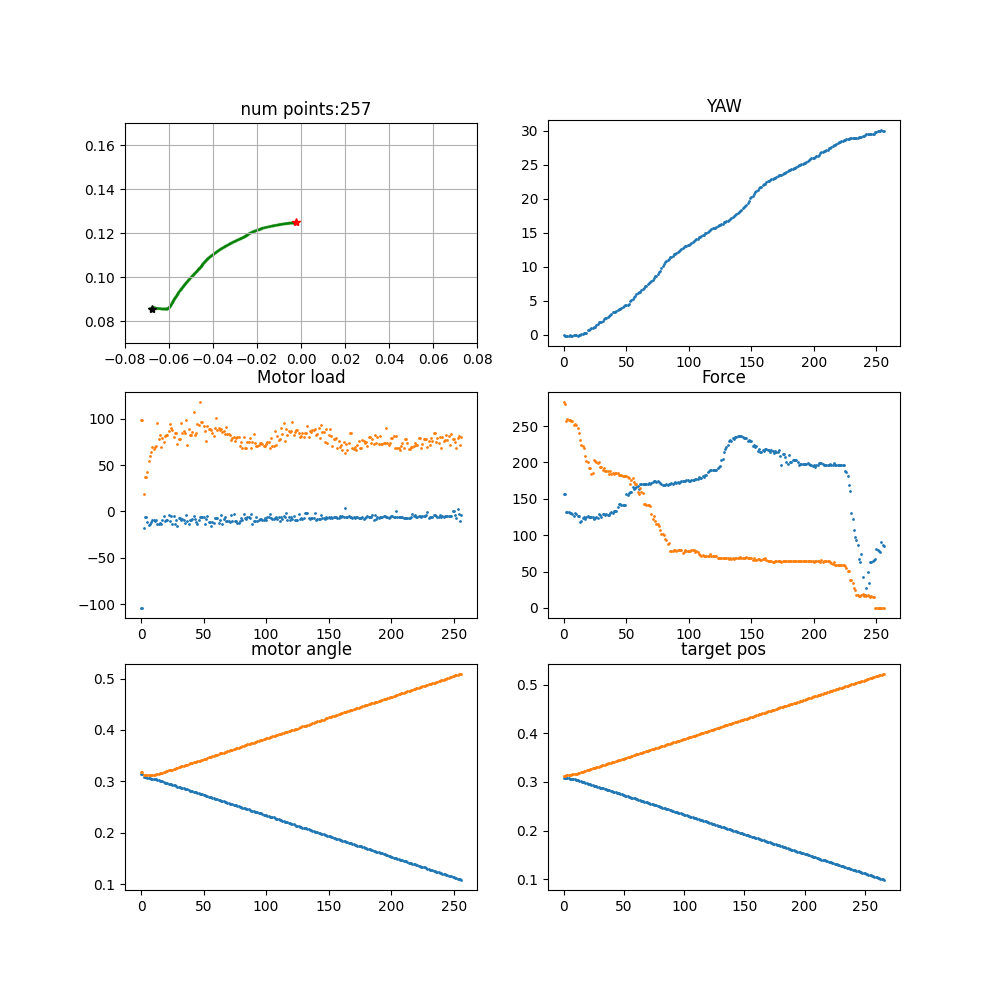 num points:257
YAW
0.16
0.14
0.12
0.10
0.08
−0.08 −0.06 −0.04 −0.02 0.00 0.02 0.04 0.06 0.08
30
25
20
15
10
5
0
0 50 100 150 200 250
Motor load
Force
100
50
0
−50
−100
0 50 100 150 200 250
250
200
150
100
50
0
0 50 100 150 200 250
motor angle
target pos
0.5
0.4
0.3
0.2
0.1
0 50 100 150 200 250
0.5
0.4
0.3
0.2
0.1
0 50 100 150 200 250